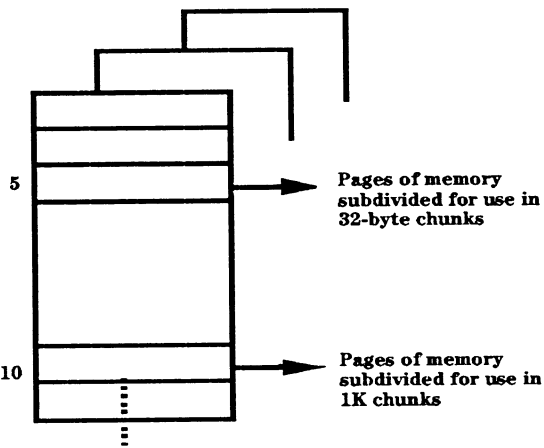 5
Pages of memory
subdivided for use in
32-byte chunks
10
Pages of memory
subdivided for use in
1K chunks